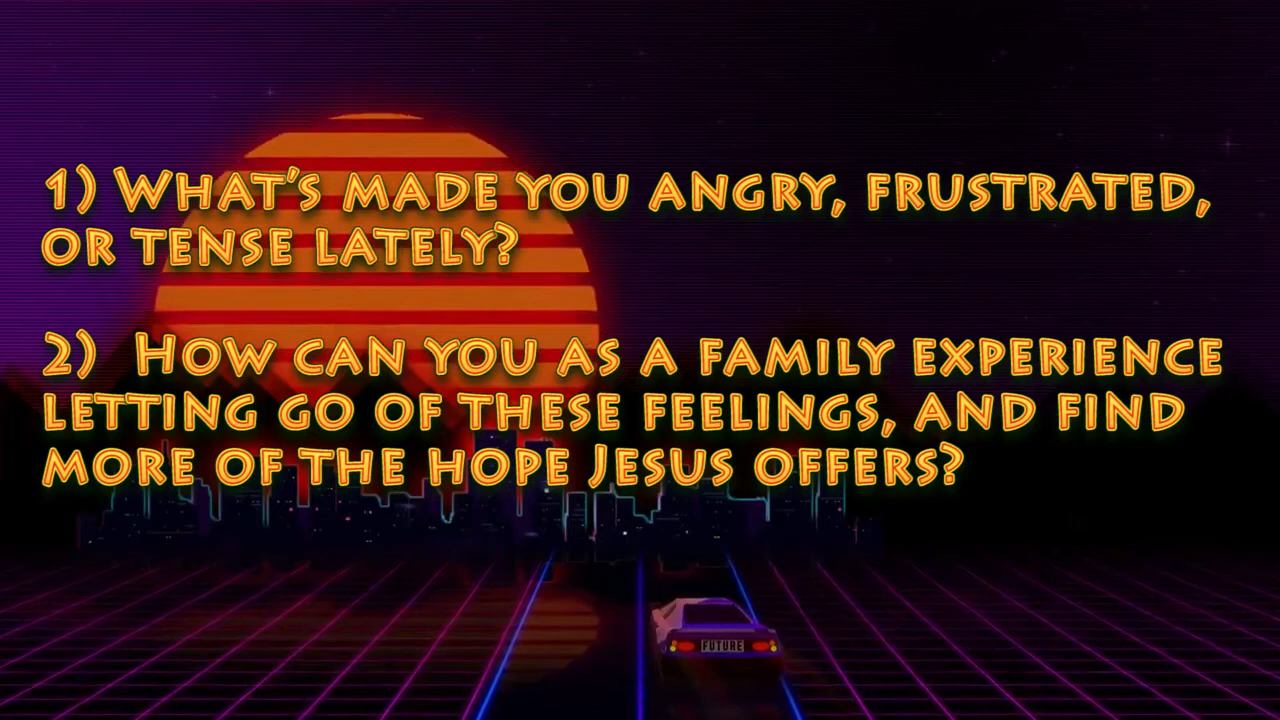 1) What's made you angry, frustrated,
or tense lately?
2) How can you as a family experience
letting go of these feelings, and find
more of the hope Jesus offers?
FUTURE